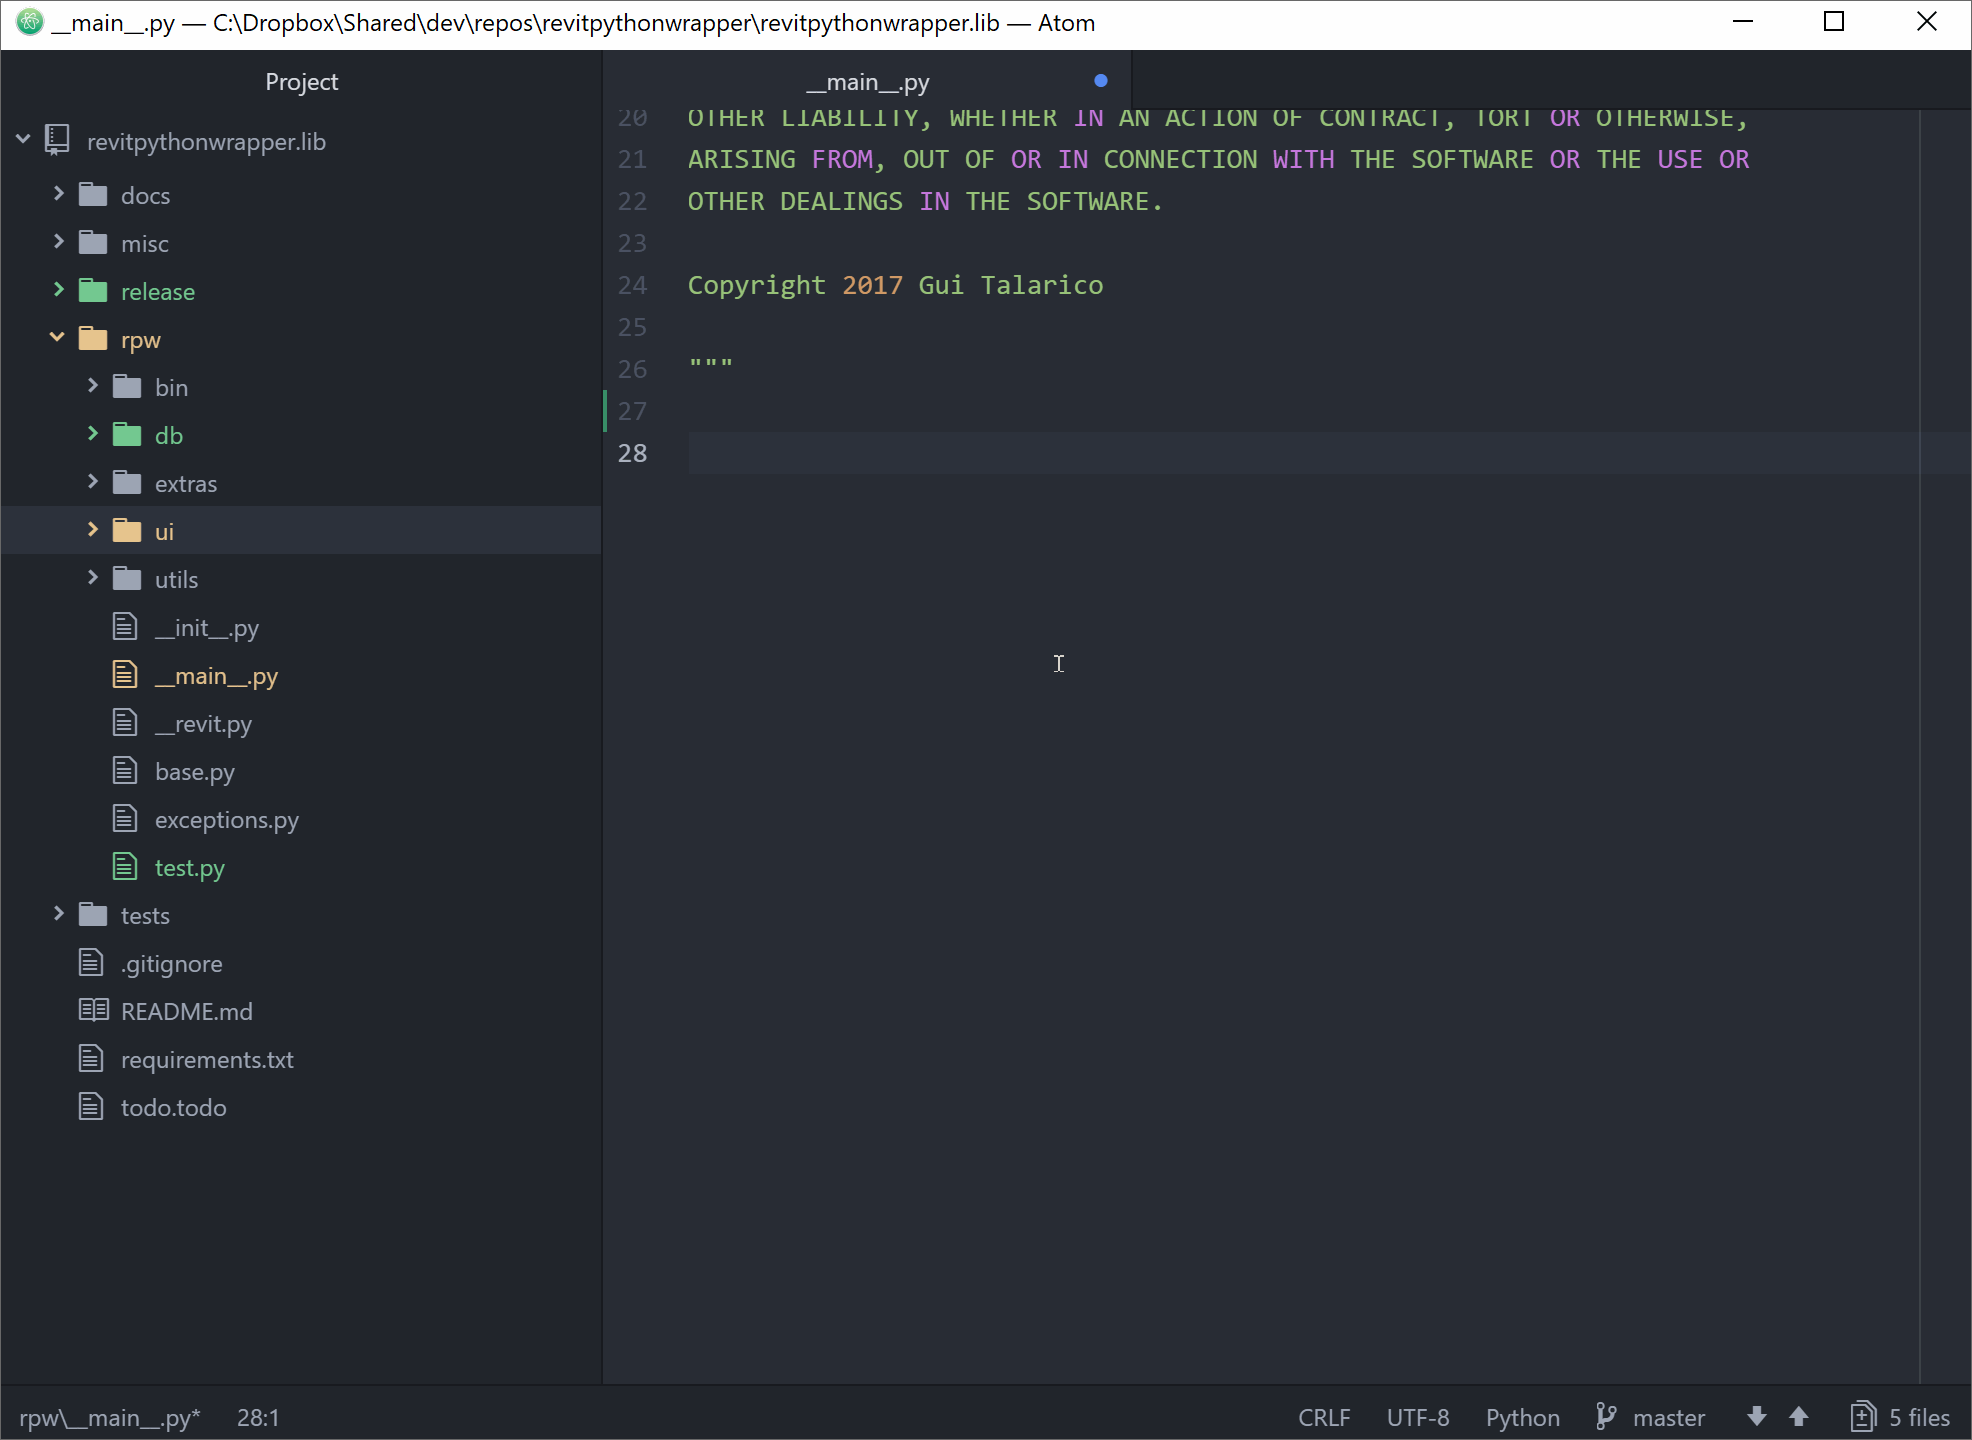 __main__.py — C:\Dropbox\Shared\dev\repos\revitpythonwrapper\revitpythonwrapper.lib — Atom
Project
revitpythonwrapper.lib
docs
misc
release
rpw
bin
db
extras
ui
utils
__init__.py
__main__.py
__revit.py
base.py
exceptions.py
test.py
tests
.gitignore
README.md
requirements.txt
todo.todo
__main__.py
20 OTHER LIABILITY, WHETHER IN AN ACTION OF CONTRACT, TORT OR OTHERWISE,
21 ARISING FROM, OUT OF OR IN CONNECTION WITH THE SOFTWARE OR THE USE OR
22 OTHER DEALINGS IN THE SOFTWARE.
23
24 Copyright 2017 Gui Talarico
25
26 """
27
28
rpw\__main__.py* 28:1 CRLF UTF-8 Python master 5 files